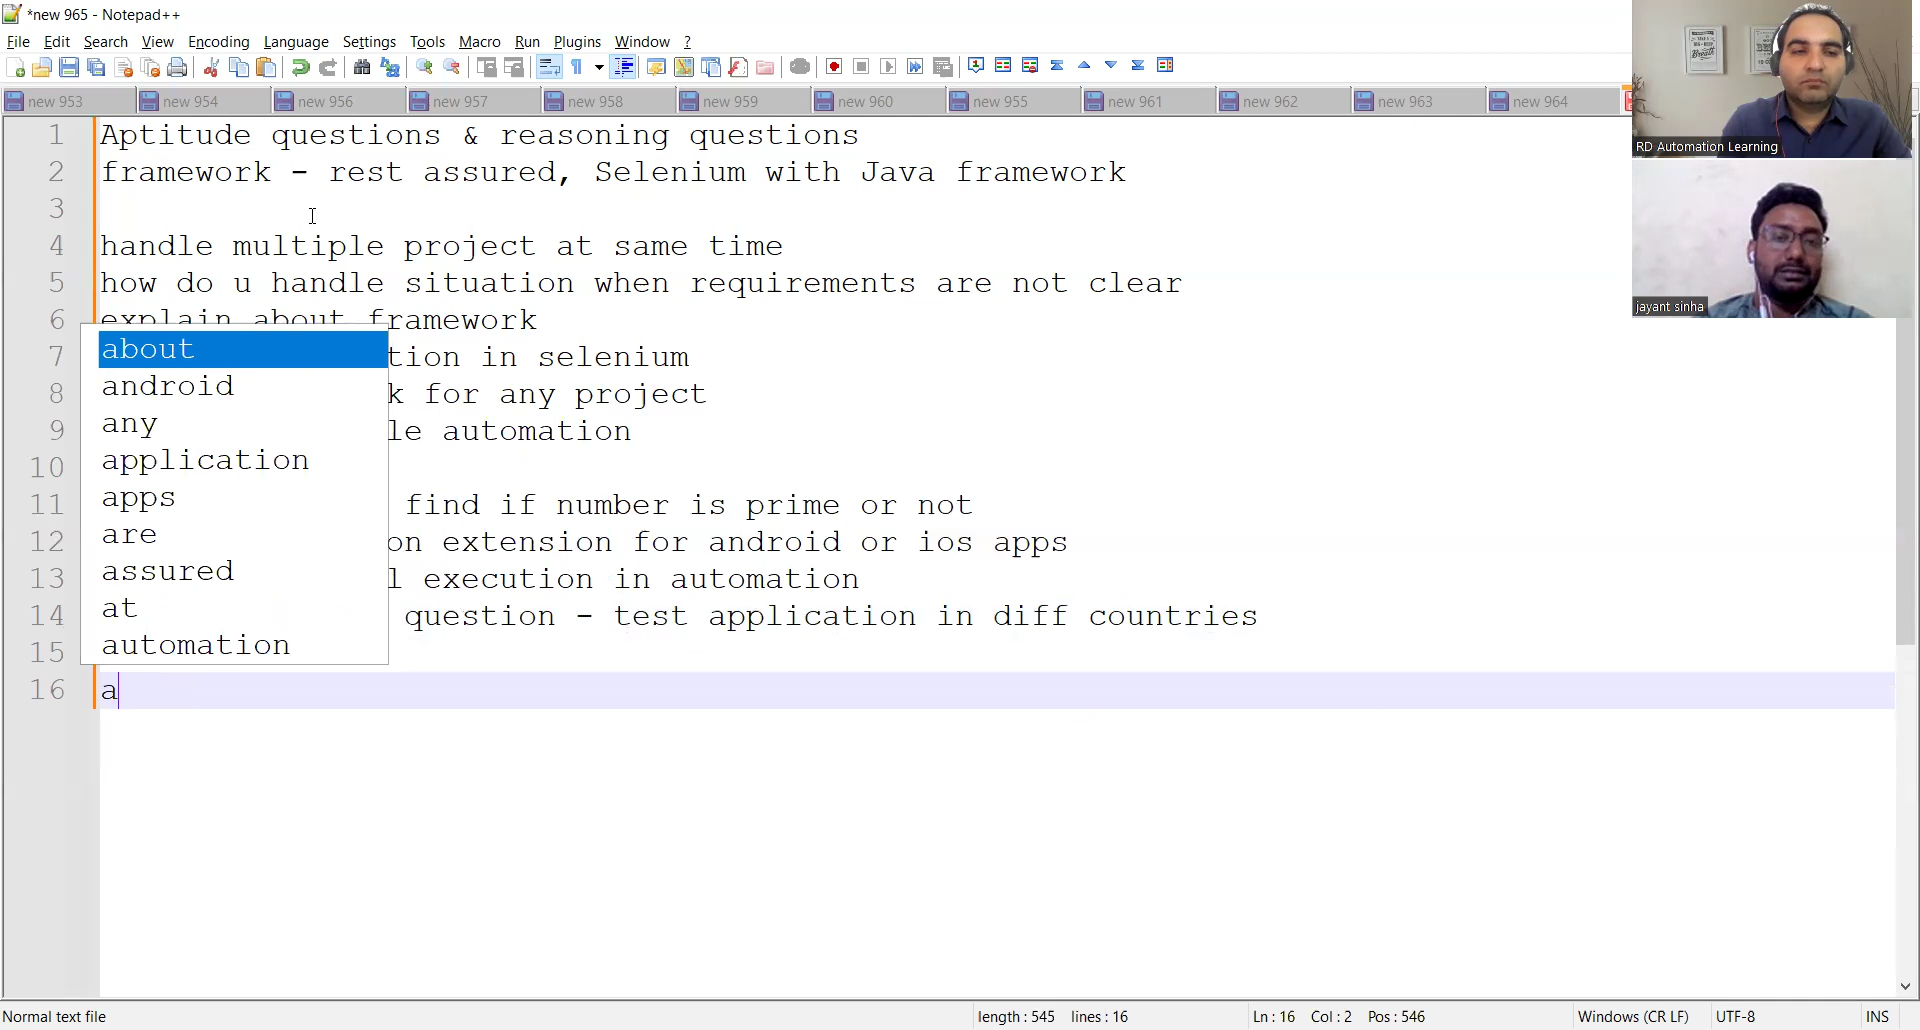 *new 965 - Notepad++
File Edit Search View Encoding Language Settings Tools Macro Run Plugins Window ?
new 953 new 954 new 956 new 957 new 958 new 959 new 960 new 955 new 961 new 962 new 963 new 964
1 Aptitude questions & reasoning questions
2 framework - rest assured, Selenium with Java framework
3
4 handle multiple project at same time
5 how do u handle situation when requirements are not clear
6 explain about framework
7 tion in selenium
8 k for any project
9 le automation
10
11 find if number is prime or not
12 on extension for android or ios apps
13 l execution in automation
14 question - test application in diff countries
15
16 a
about
android
any
application
apps
are
assured
at
automation
RD Automation Learning
jayant sinha
Normal text file length : 545 lines : 16 Ln : 16 Col : 2 Pos : 546 Windows (CR LF) UTF-8 INS